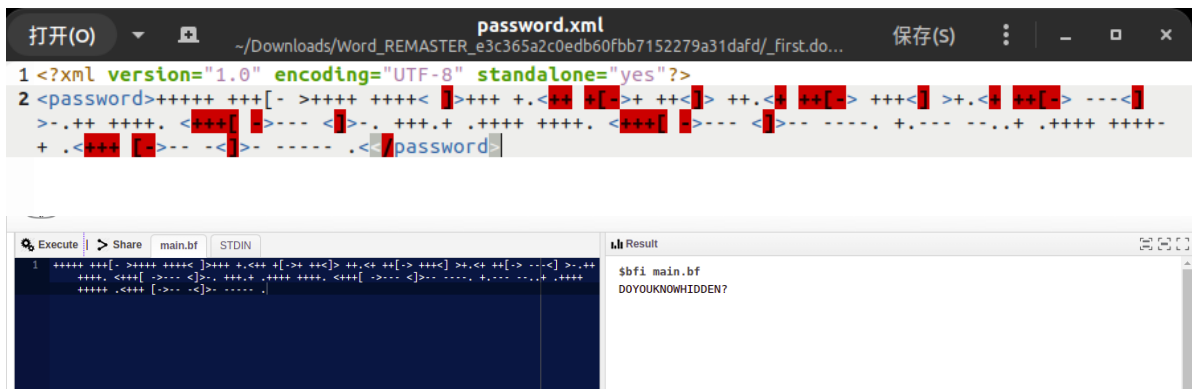 打开(O)
password.xml
~/Downloads/Word_REMASTER_e3c365a2c0edb60fbb7152279a31dafd/_first.do...
保存(S)
1 <?xml version="1.0" encoding="UTF-8" standalone="yes"?>
2 <password>+++++ +++[- >++++ ++++< ]>+++ +.<++ +[->+ ++<]> ++.<+ ++[-> +++<] >+.<+ ++[-> ---<]
>-.++ ++++. <+++[ ->--- <]>-. +++.+ .++++ ++++. <+++[ ->--- <]>-- ----. +.--- --..+ .++++ ++++-
+ .<+++ [->-- -<]>- ----- .<</password>
Execute | Share main.bf STDIN
1 +++++ +++[- >++++ ++++< ]>+++ +.<++ +[->+ ++<]> ++.<+ ++[-> +++<] >+.<+ ++[-> ---<] >-.++
++++. <+++[ ->--- <]>-. +++.+ .++++ ++++. <+++[ ->--- <]>-- ----. +.--- --..+ .++++
+++++ .<+++ [->-- -<]>- ----- .
Result
$bfi main.bf
DOYOUKNOWHIDDEN?